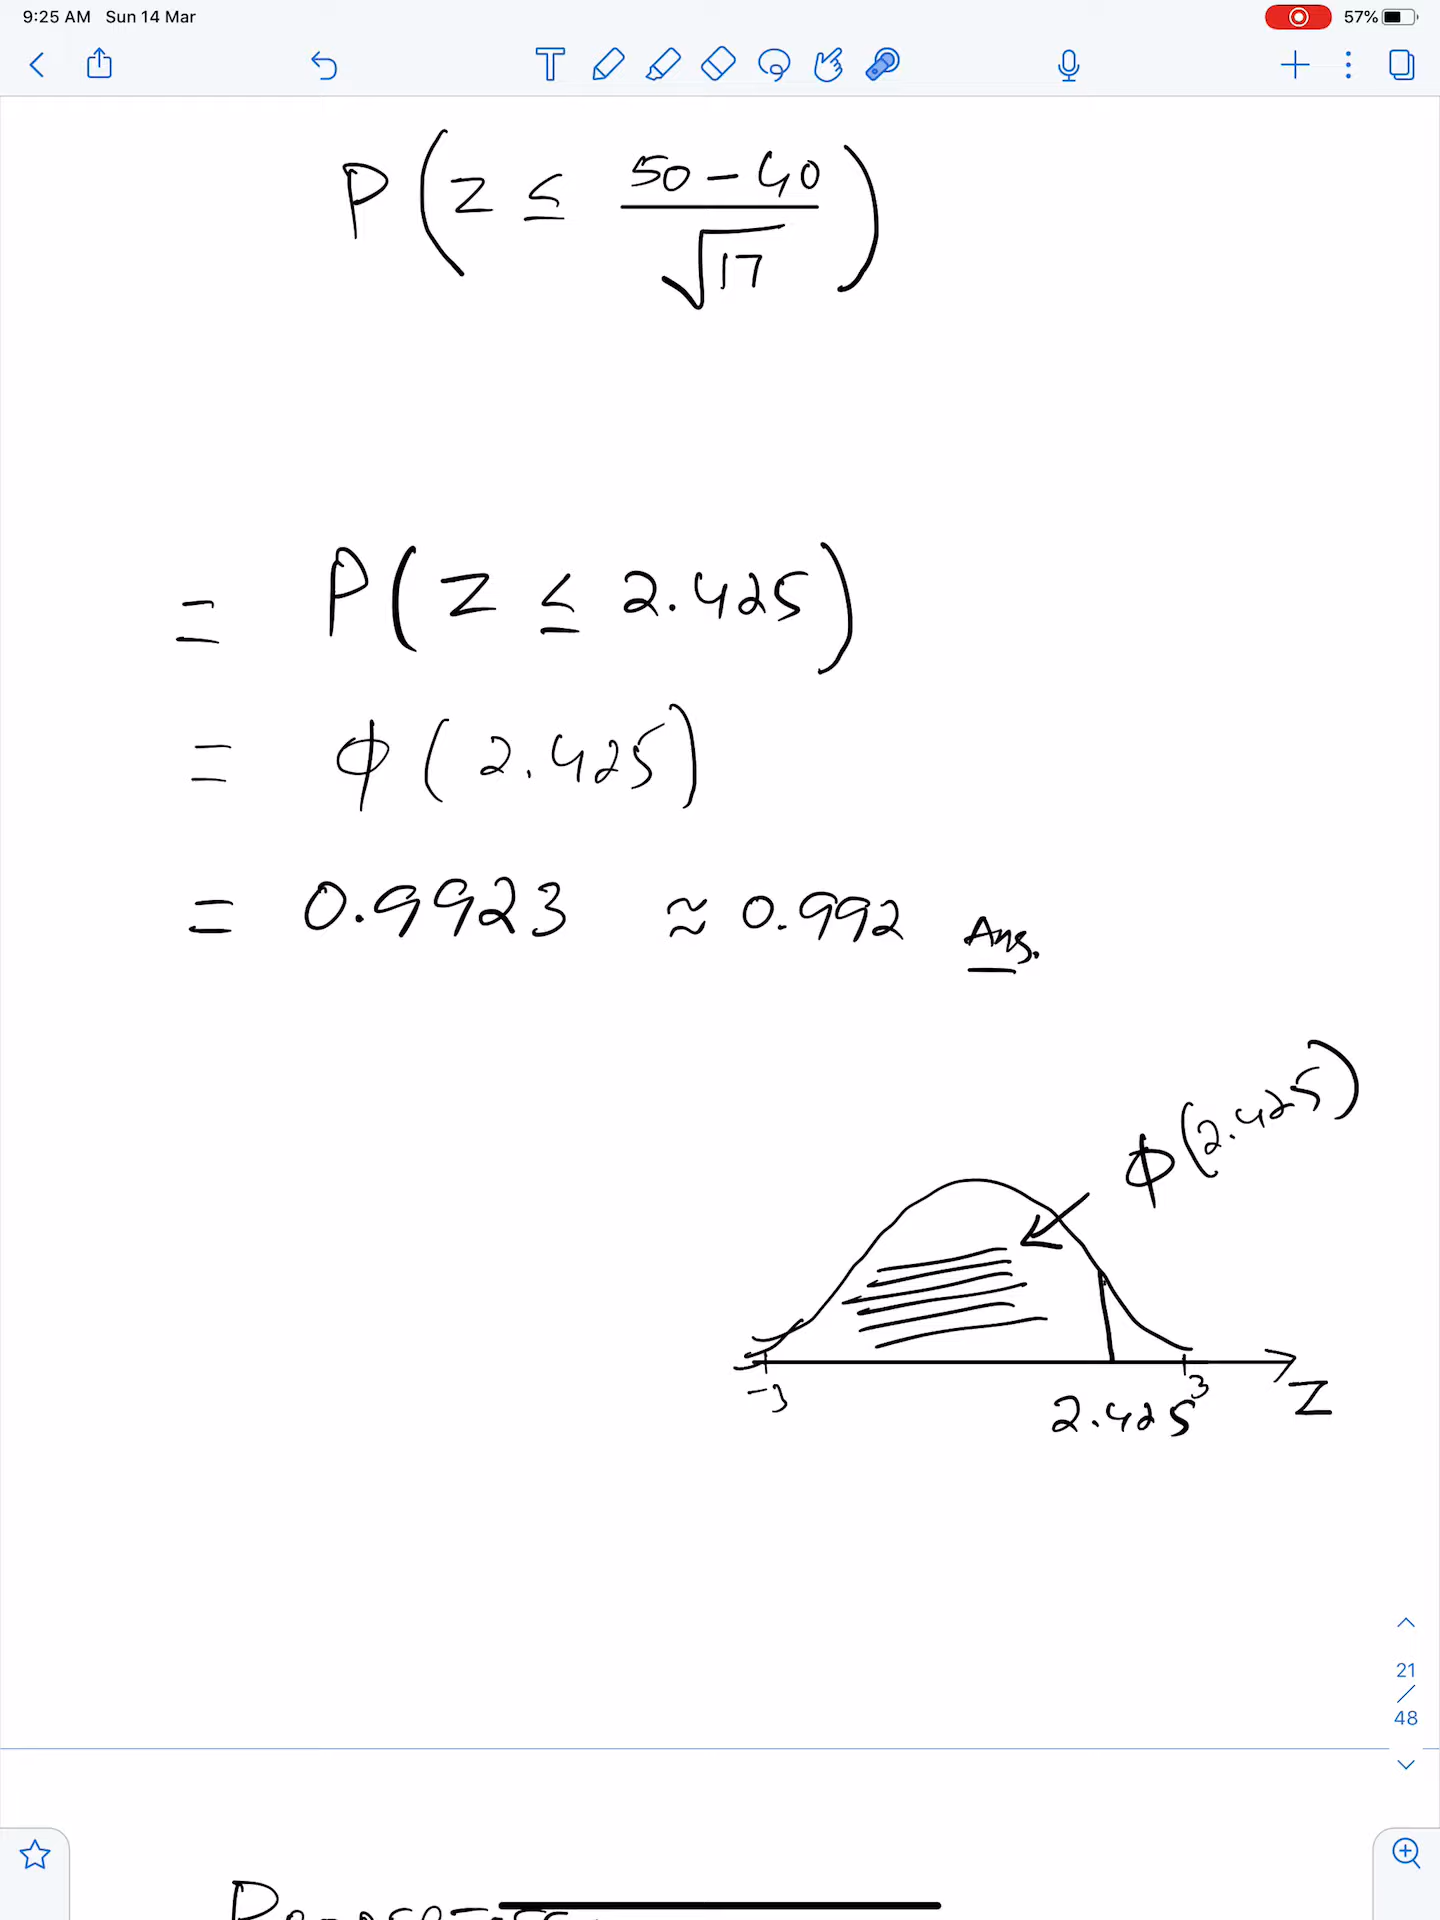 9:25 AM Sun 14 Mar
57%
P(Z ≤ (50-40)/√17)
= P(Z ≤ 2.425)
= φ(2.425)
= 0.9923 ≈ 0.992 Ans.
φ(2.425)
-3
2.425
3
Z
21
/
48